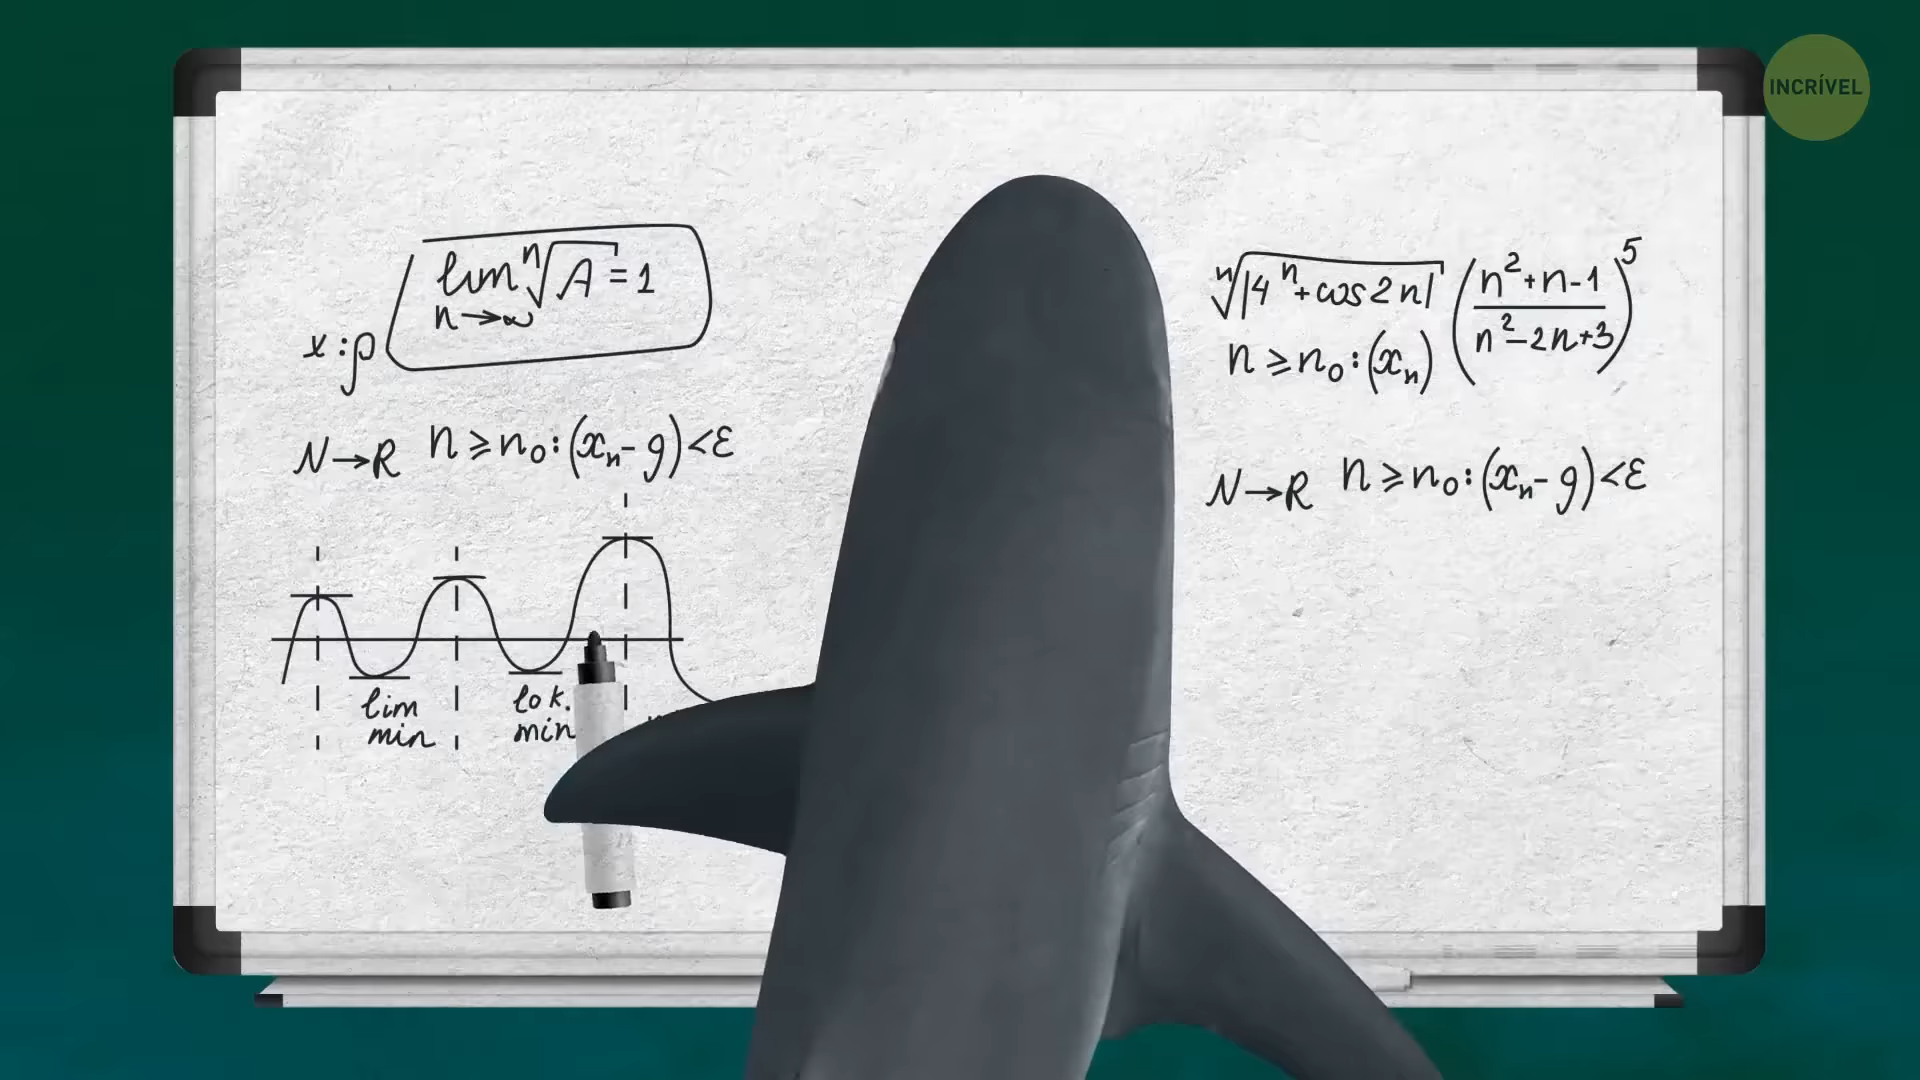 INCRÍVEL
lim ⁿ√A = 1
n→∞
x:p
N→R n ≥ n₀: (xₙ- g) < ε
lim
min
lok.
min
ⁿ√|4ⁿ + cos 2n| (n²+n-1 / n²-2n+3)⁵
n ≥ n₀: (xₙ)
N→R n ≥ n₀: (xₙ- g) < ε